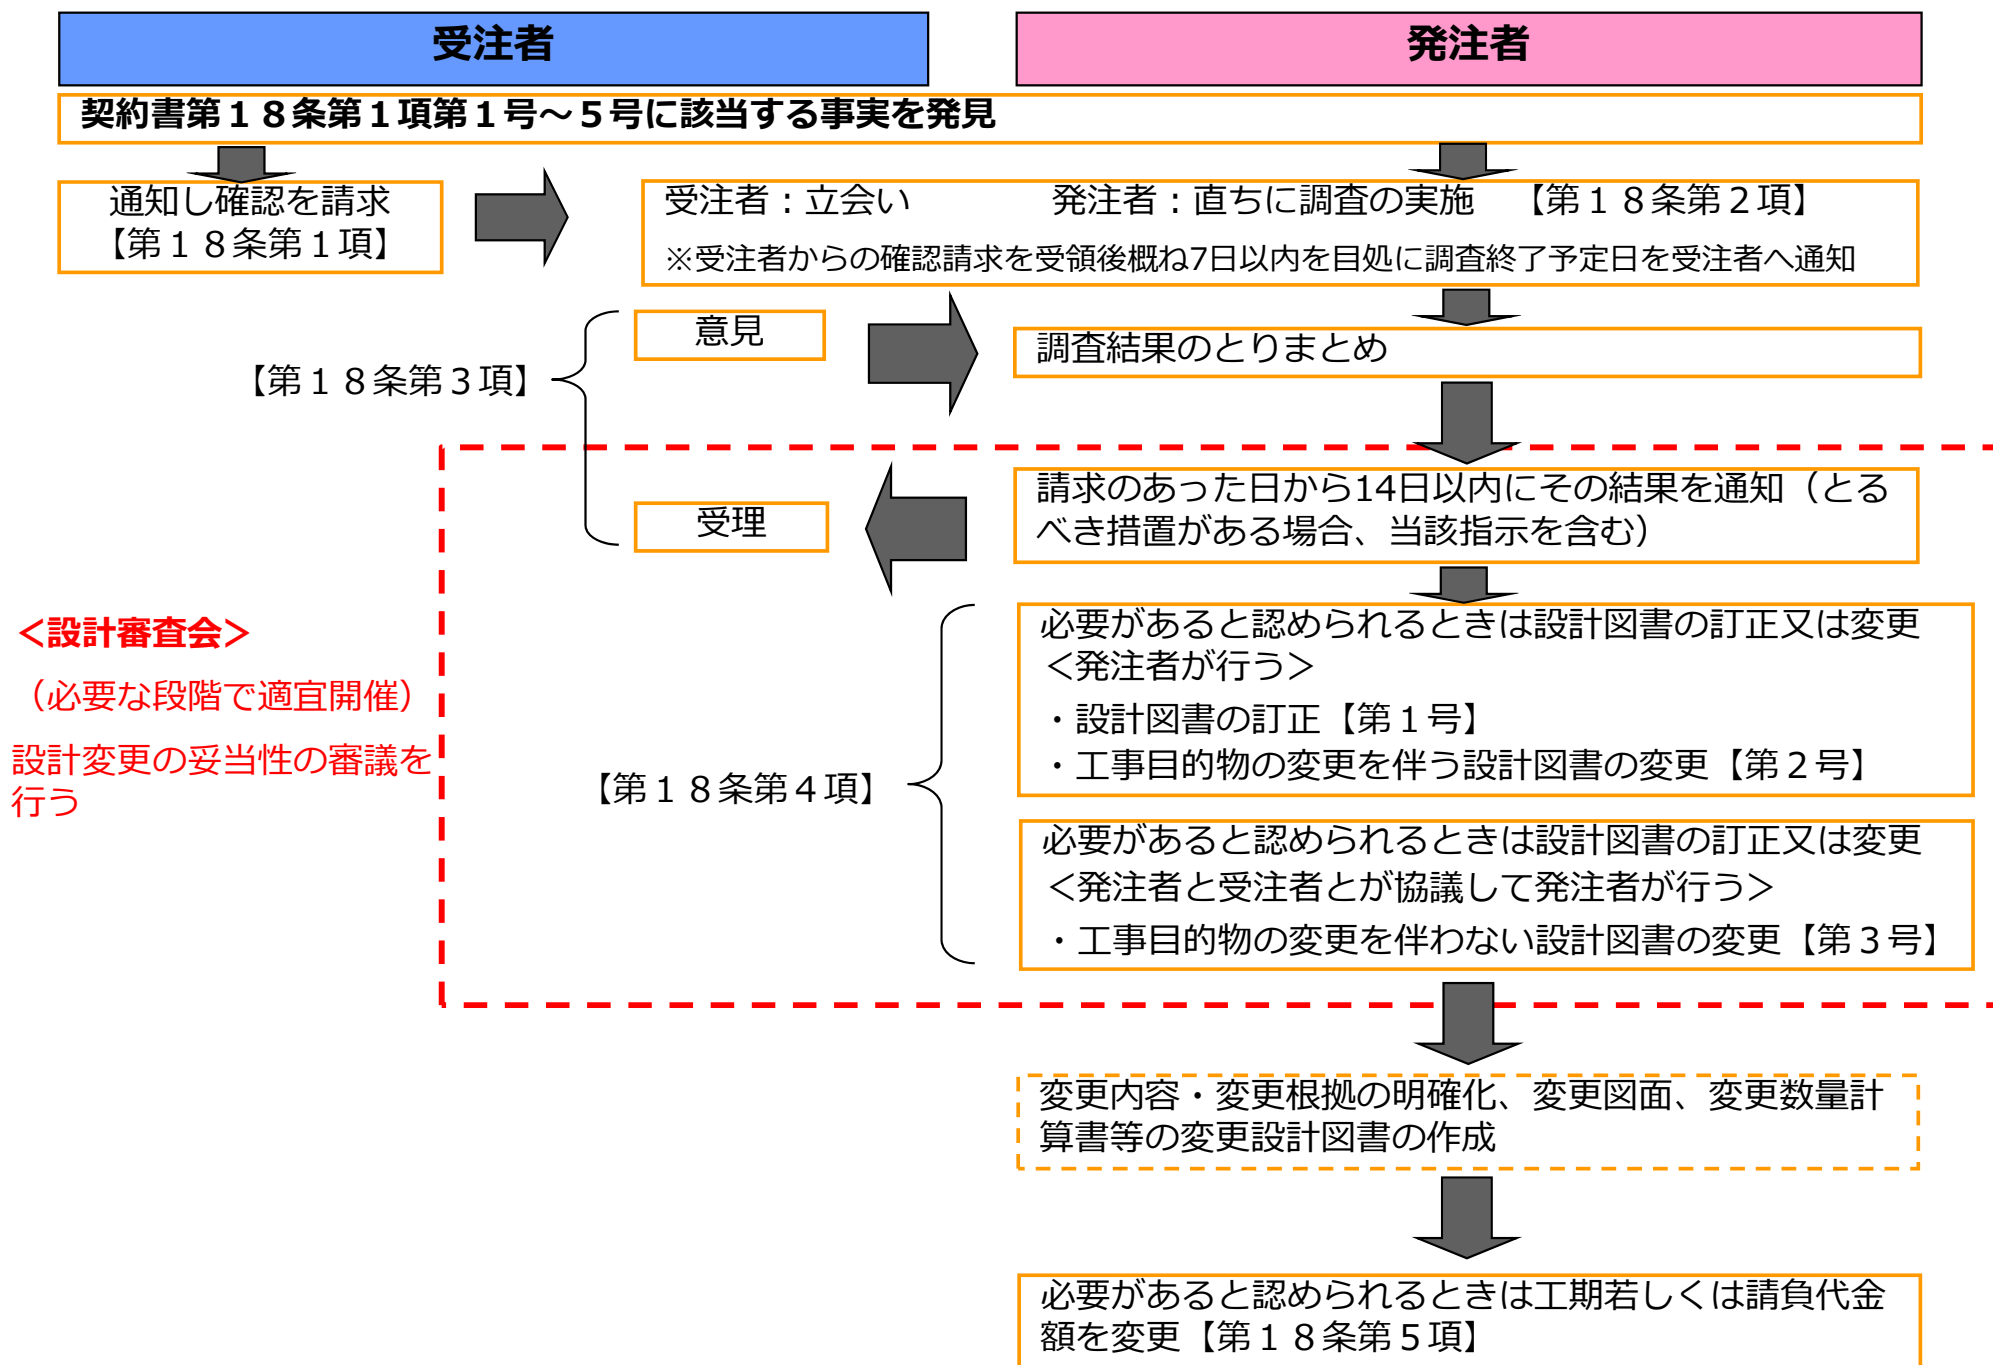 受注者
発注者
契約書第１８条第１項第１号～５号に該当する事実を発見
通知し確認を請求
【第１８条第１項】
受注者：立会い　　　　発注者：直ちに調査の実施　【第１８条第２項】
※受注者からの確認請求を受領後概ね7日以内を目処に調査終了予定日を受注者へ通知
意見
調査結果のとりまとめ
【第１８条第３項】
請求のあった日から14日以内にその結果を通知（とる
べき措置がある場合、当該指示を含む）
受理
＜設計審査会＞
（必要な段階で適宜開催）
設計変更の妥当性の審議を
行う
必要があると認められるときは設計図書の訂正又は変更
＜発注者が行う＞
・設計図書の訂正【第１号】
・工事目的物の変更を伴う設計図書の変更【第２号】
【第１８条第４項】
必要があると認められるときは設計図書の訂正又は変更
＜発注者と受注者とが協議して発注者が行う＞
・工事目的物の変更を伴わない設計図書の変更【第３号】
変更内容・変更根拠の明確化、変更図面、変更数量計
算書等の変更設計図書の作成
必要があると認められるときは工期若しくは請負代金
額を変更【第１８条第５項】